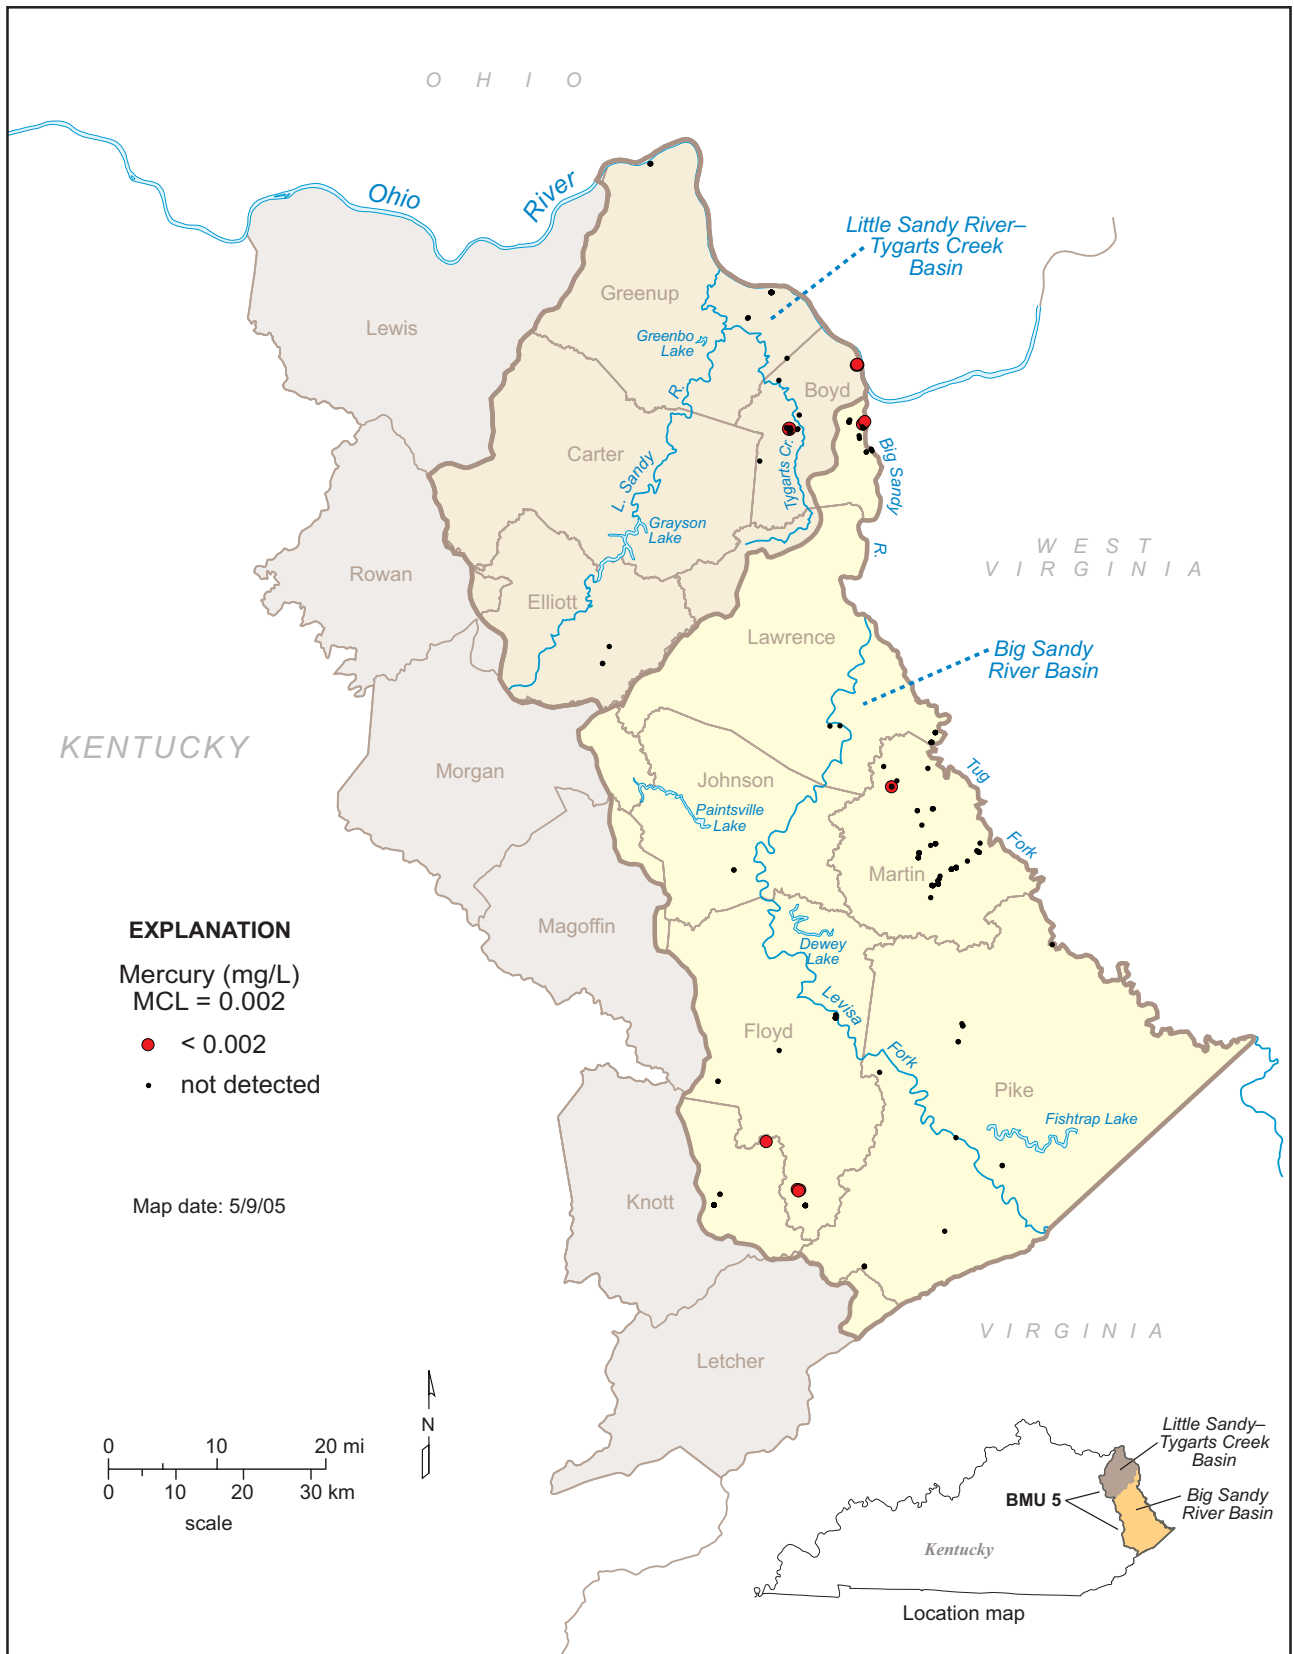 OHIO
Ohio
River
Little Sandy River–
Tygarts Creek
Basin
Greenup
Lewis
Greenbo
Lake
R.
Boyd
Carter
L. Sandy
Tygarts Cr.
Big Sandy
R.
Grayson
Lake
WEST
VIRGINIA
Rowan
Elliott
Lawrence
Big Sandy
River Basin
KENTUCKY
Morgan
Johnson
Tug
Fork
Paintsville
Lake
Martin
Magoffin
Dewey
Lake
Levisa
Fork
Floyd
Pike
Fishtrap Lake
EXPLANATION
Mercury (mg/L)
MCL = 0.002
< 0.002
not detected
Map date: 5/9/05
Knott
VIRGINIA
Letcher
N
0 10 20 mi
0 10 20 30 km
scale
Little Sandy–
Tygarts Creek
Basin
BMU 5
Big Sandy
River Basin
Kentucky
Location map